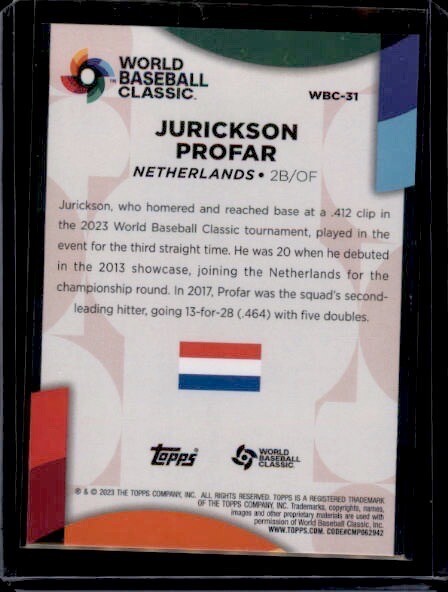 WORLD
BASEBALL
CLASSIC™
WBC-31
JURICKSON
PROFAR
NETHERLANDS • 2B/OF
Jurickson, who homered and reached base at a .412 clip in
the 2023 World Baseball Classic tournament, played in the
event for the third straight time. He was 20 when he debuted
in the 2013 showcase, joining the Netherlands for the
championship round. In 2017, Profar was the squad's second-
leading hitter, going 13-for-28 (.464) with five doubles.
Topps
WORLD
BASEBALL
CLASSIC
® & © 2023 THE TOPPS COMPANY, INC. ALL RIGHTS RESERVED. TOPPS IS A REGISTERED TRADEMARK
OF THE TOPPS COMPANY, INC. Trademarks, copyrights, names,
images and other proprietary materials are used with
permission of World Baseball Classic, Inc.
WWW.TOPPS.COM. CODE#CMP062942